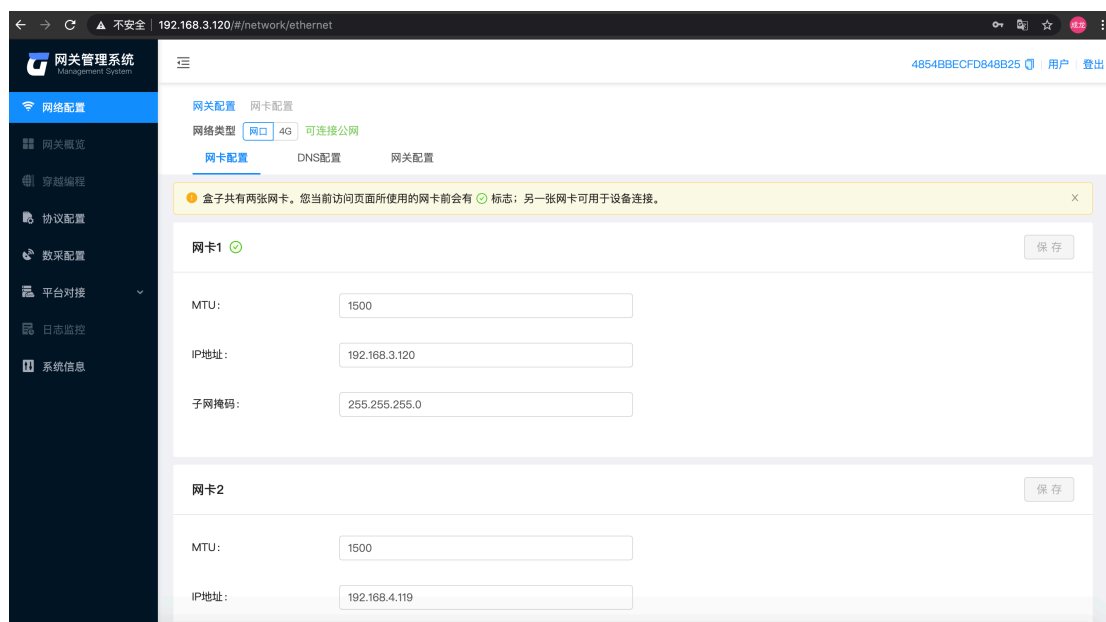 不安全 | 192.168.3.120/#/network/ethernet
网关管理系统
Management System
4854BBECFD848B25 用户 登出
网络配置
网关概览
穿越编程
协议配置
数采配置
平台对接
日志监控
系统信息
网关配置 网卡配置
网络类型 网口 4G 可连接公网
网卡配置 DNS配置 网关配置
盒子共有两张网卡。您当前访问页面所使用的网卡前会有 标志；另一张网卡可用于设备连接。
网卡1 保存
MTU: 1500
IP地址: 192.168.3.120
子网掩码: 255.255.255.0
网卡2 保存
MTU: 1500
IP地址: 192.168.4.119